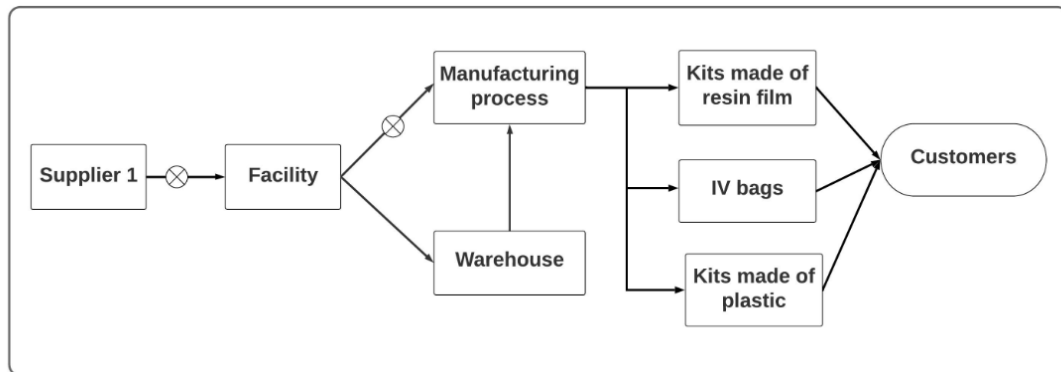 Supplier 1
Facility
Manufacturing
process
Warehouse
Kits made of
resin film
IV bags
Kits made of
plastic
Customers